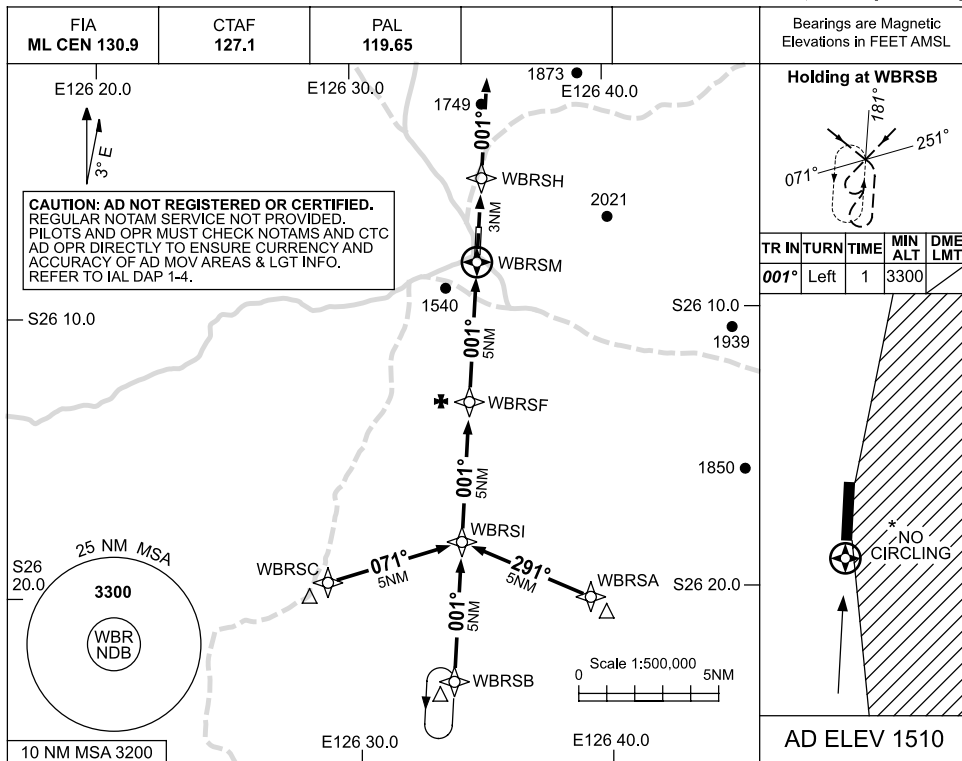 FIA
ML CEN 130.9
CTAF
127.1
PAL
119.65
Bearings are Magnetic
Elevations in FEET AMSL
E126 20.0
E126 30.0
E126 40.0
1873
1749
001°
3° E
WBRSH
3NM
2021
CAUTION: AD NOT REGISTERED OR CERTIFIED.
REGULAR NOTAM SERVICE NOT PROVIDED.
PILOTS AND OPR MUST CHECK NOTAMS AND CTC
AD OPR DIRECTLY TO ENSURE CURRENCY AND
ACCURACY OF AD MOV AREAS & LGT INFO.
REFER TO IAL DAP 1-4.
WBRSM
1540
S26 10.0
S26 10.0
1939
001°
5NM
WBRSF
1850
001°
5NM
WBRSI
25 NM MSA
3300
WBR
NDB
S26
20.0
WBRSC
071°
5NM
291°
5NM
WBRSA
S26 20.0
001°
5NM
WBRSB
Scale 1:500,000
0
5NM
E126 30.0
E126 40.0
10 NM MSA 3200
Holding at WBRSB
181°
251°
071°
TR IN TURN TIME MIN ALT DME LMT
001° Left 1 3300
*NO
CIRCLING
AD ELEV 1510